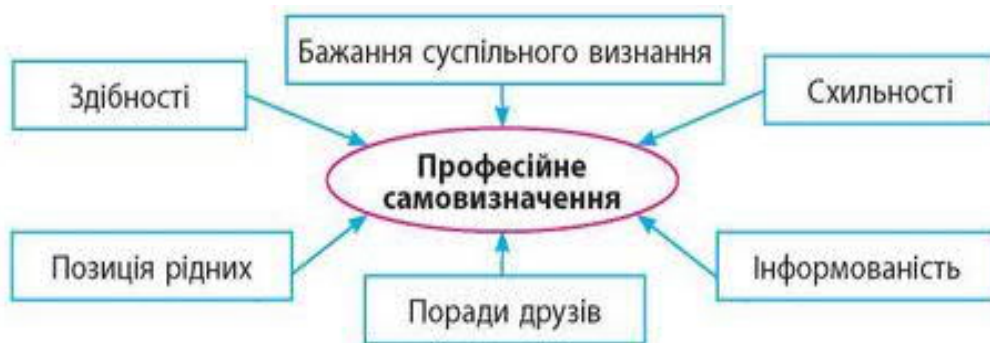 Бажання суспільного визнання
Здібності
Схильності
Професійне
самовизначення
Позиція рідних
Поради друзів
Інформованість